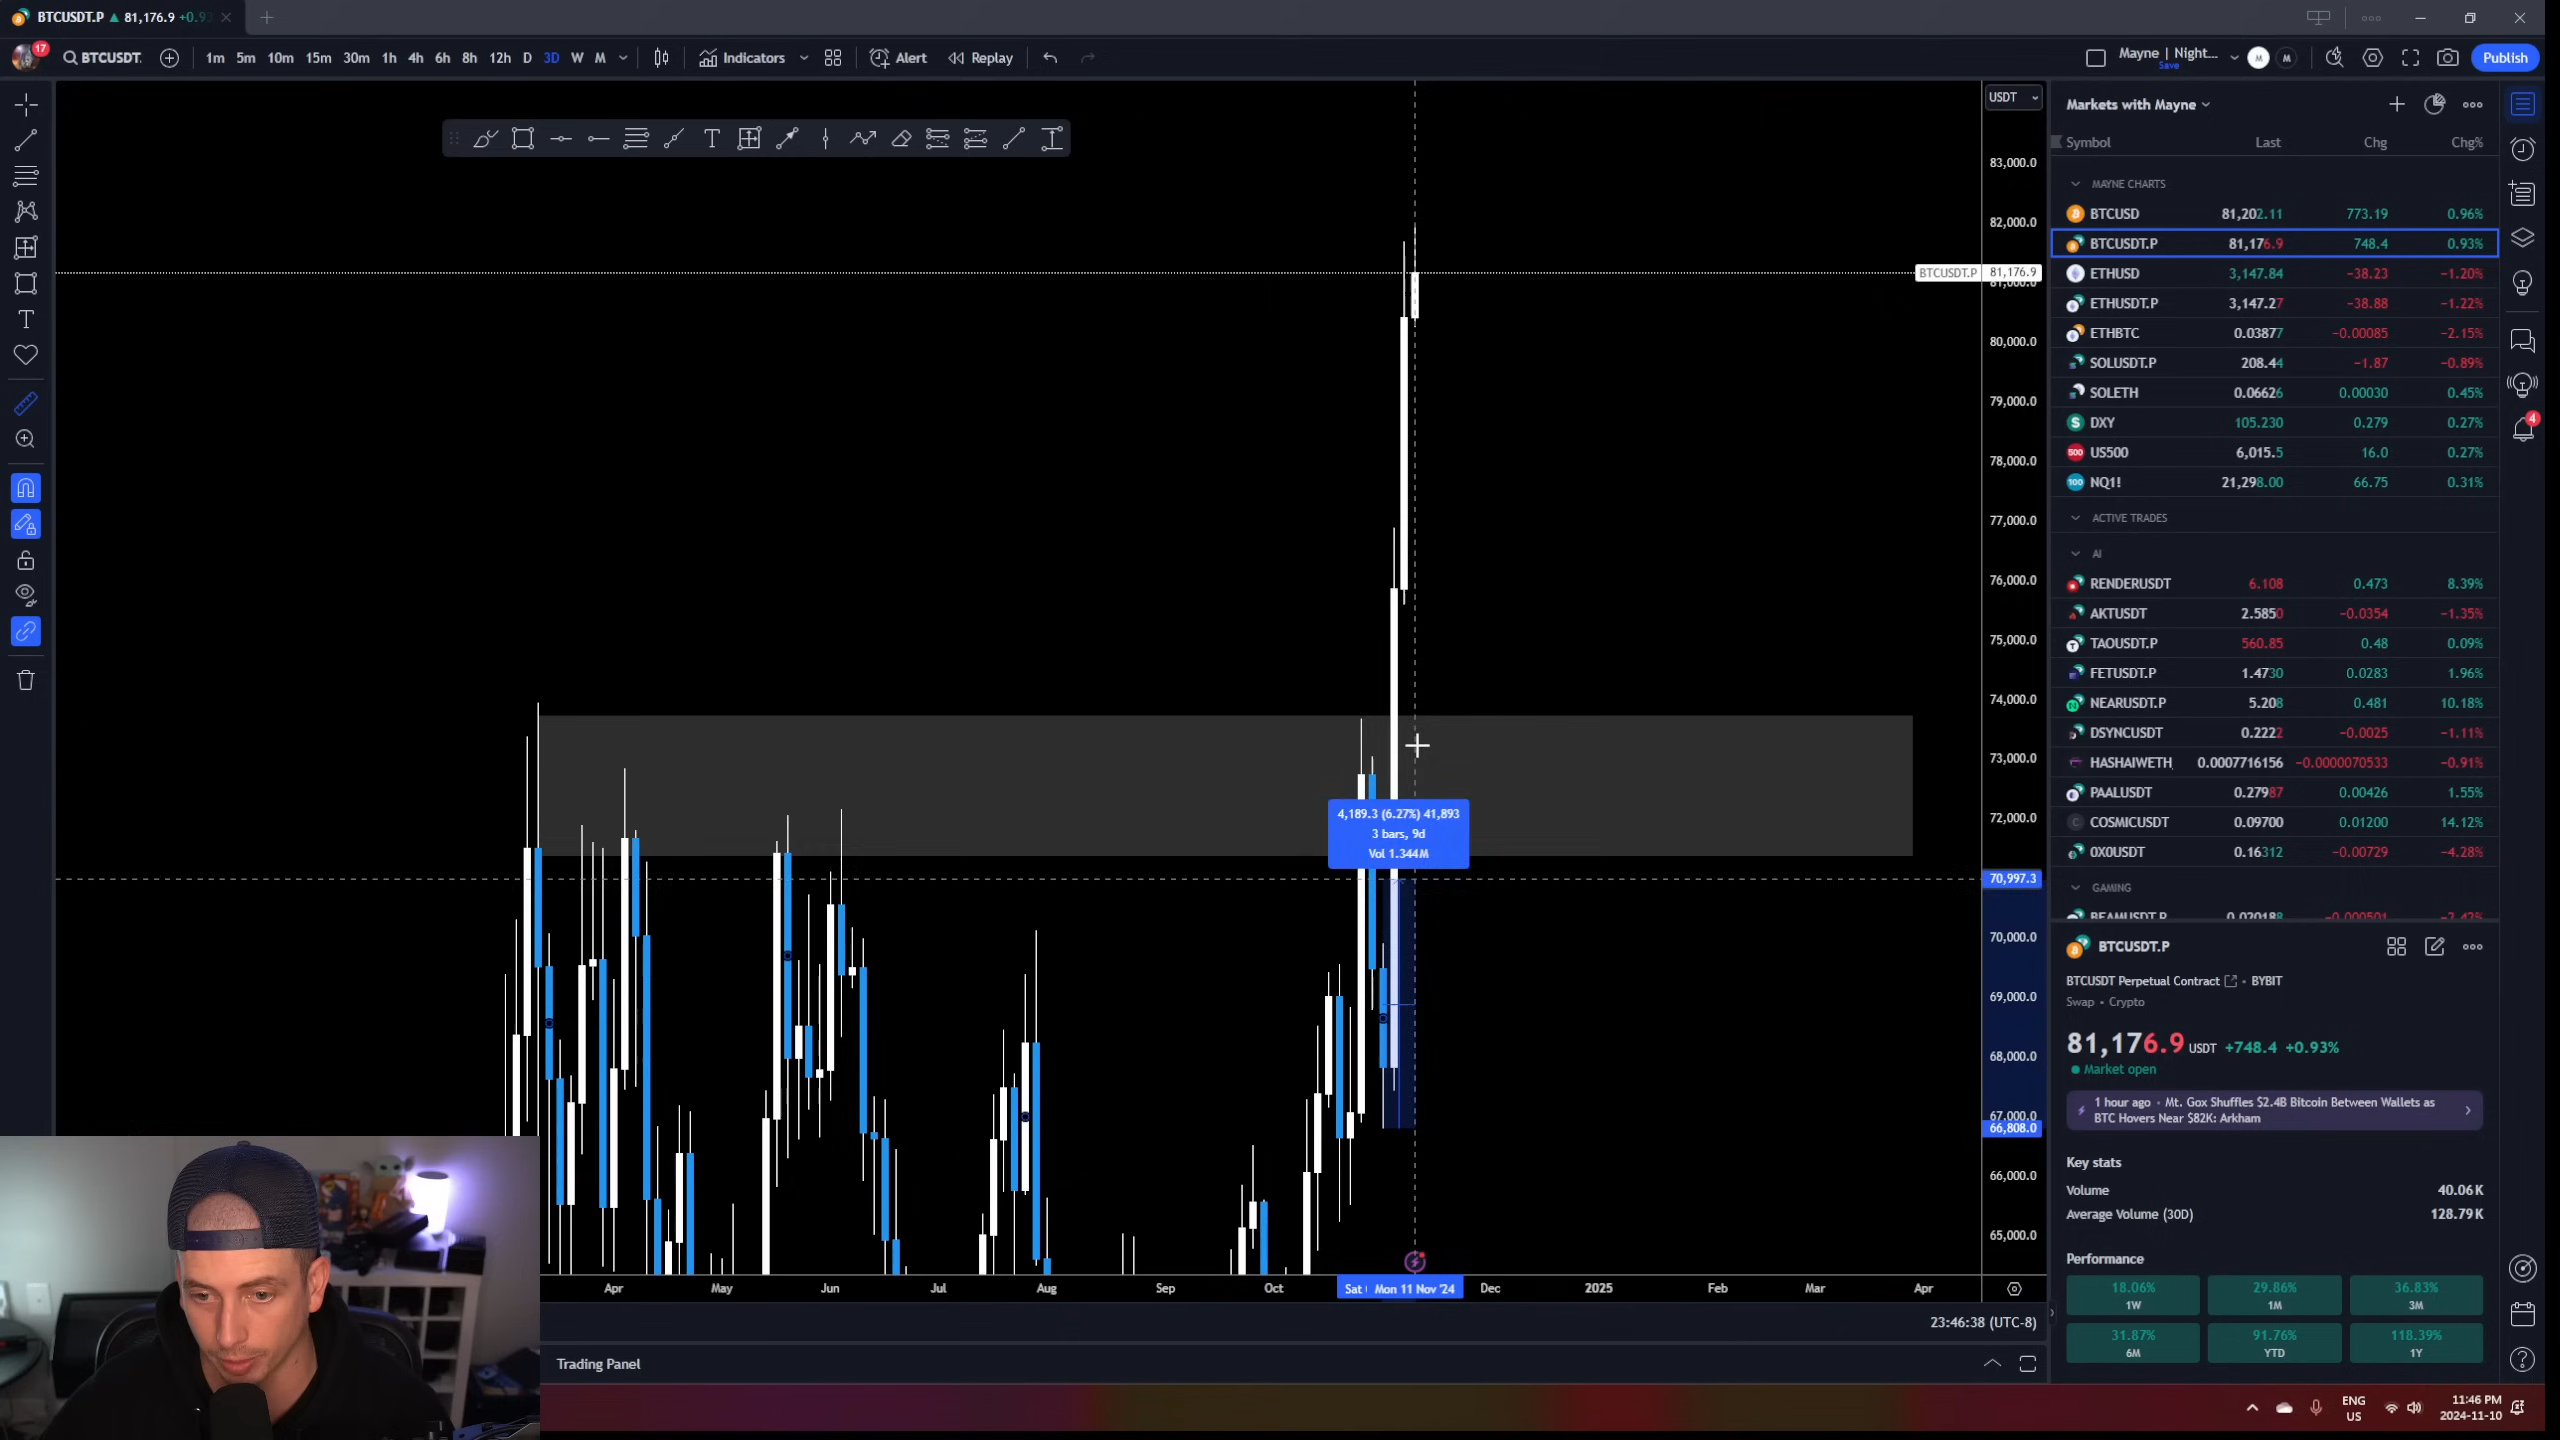 BTCUSDT.P ▲ 81,176.9 +0.9
17 BTCUSDT. 1m 5m 10m 15m 30m 1h 4h 6h 8h 12h D 3D W M Indicators Alert Replay Mayne | Night... Save M M Publish
USDT
83,000.0
82,000.0
BTCUSDT.P 81,176.9
81,000.0
80,000.0
79,000.0
78,000.0
77,000.0
76,000.0
75,000.0
74,000.0
73,000.0
72,000.0
4,189.3 (6.27%) 41,893
3 bars, 9d
Vol 1.344M
70,997.3
70,000.0
69,000.0
68,000.0
67,000.0
66,808.0
66,000.0
65,000.0
Apr May Jun Jul Aug Sep Oct Sat Mon 11 Nov '24 Dec 2025 Feb Mar Apr
23:46:38 (UTC-8)
Trading Panel
Markets with Mayne
Symbol Last Chg Chg%
MAYNE CHARTS
BTCUSD 81,202.11 773.19 0.96%
BTCUSDT.P 81,176.9 748.4 0.93%
ETHUSD 3,147.84 −38.23 −1.20%
ETHUSDT.P 3,147.27 −38.88 −1.22%
ETHBTC 0.03877 −0.00085 −2.15%
SOLUSDT.P 208.44 −1.87 −0.89%
SOLETH 0.06626 0.00030 0.45%
DXY 105.230 0.279 0.27%
US500 6,015.5 16.0 0.27%
NQ1! 21,298.00 66.75 0.31%
ACTIVE TRADES
AI
RENDERUSDT 6.108 0.473 8.39%
AKTUSDT 2.5850 −0.0354 −1.35%
TAOUSDT.P 560.85 0.48 0.09%
FETUSDT.P 1.4730 0.0283 1.96%
NEARUSDT.P 5.208 0.481 10.18%
DSYNCUSDT 0.2222 −0.0025 −1.11%
HASHAIWETH 0.0007716156 −0.0000070533 −0.91%
PAALUSDT 0.27987 0.00426 1.55%
COSMICUSDT 0.09700 0.01200 14.12%
0X0USDT 0.16312 −0.00729 −4.28%
GAMING
BEAMUSDT.P 0.020188 −0.000501 −2.42%
BTCUSDT.P
BTCUSDT Perpetual Contract • BYBIT
Swap • Crypto
81,176.9 USDT +748.4 +0.93%
Market open
1 hour ago • Mt. Gox Shuffles $2.4B Bitcoin Between Wallets as
BTC Hovers Near $82K: Arkham
Key stats
Volume 40.06 K
Average Volume (30D) 128.79 K
Performance
18.06% 29.86% 36.83%
1W 1M 3M
31.87% 91.76% 118.39%
6M YTD 1Y
4
ENG
US
11:46 PM
2024-11-10